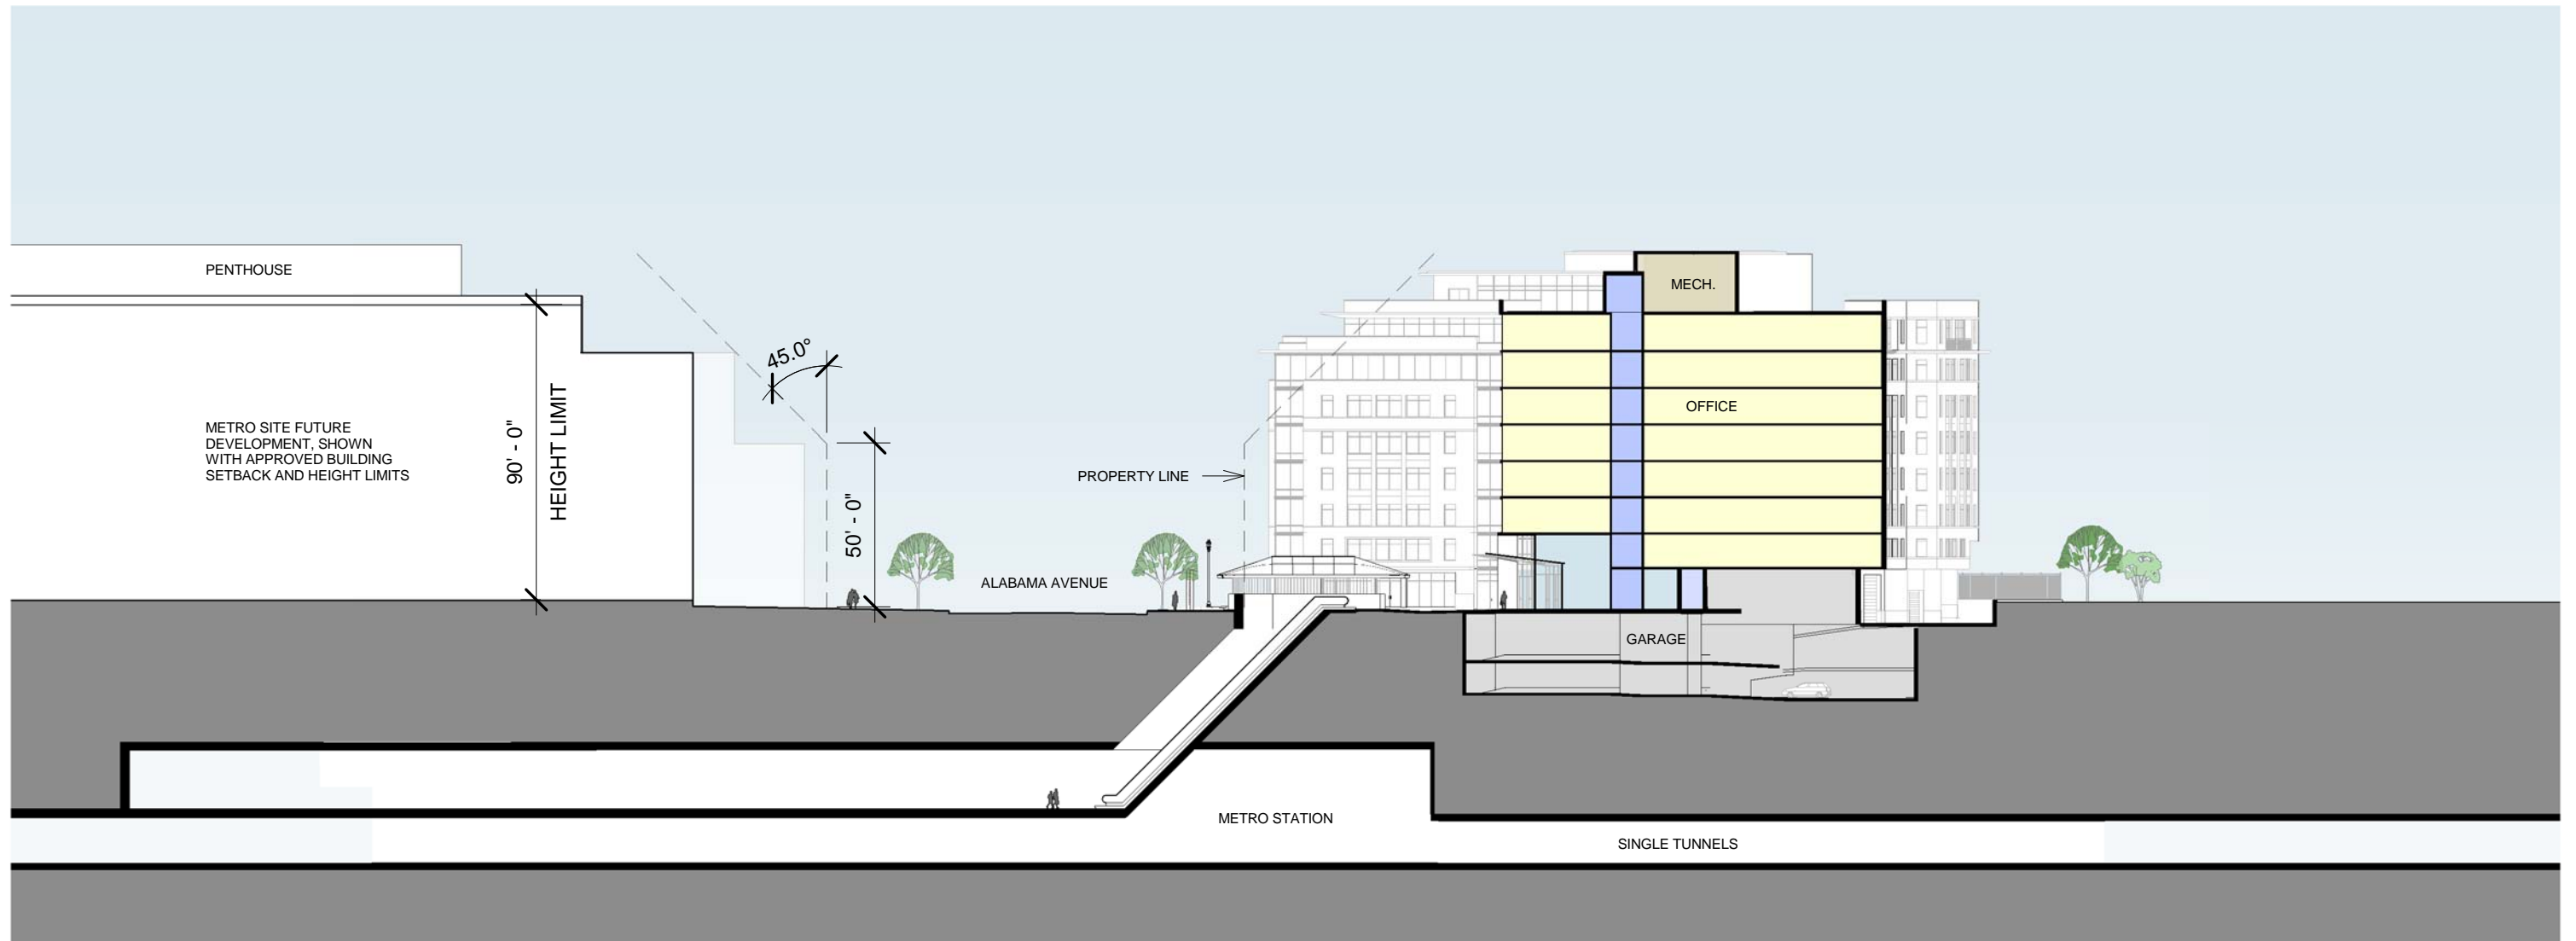 PENTHOUSE
MECH.
45.0°
90' - 0"
HEIGHT LIMIT
OFFICE
METRO SITE FUTURE
DEVELOPMENT, SHOWN
WITH APPROVED BUILDING
SETBACK AND HEIGHT LIMITS
PROPERTY LINE
50' - 0"
ALABAMA AVENUE
GARAGE
METRO STATION
SINGLE TUNNELS